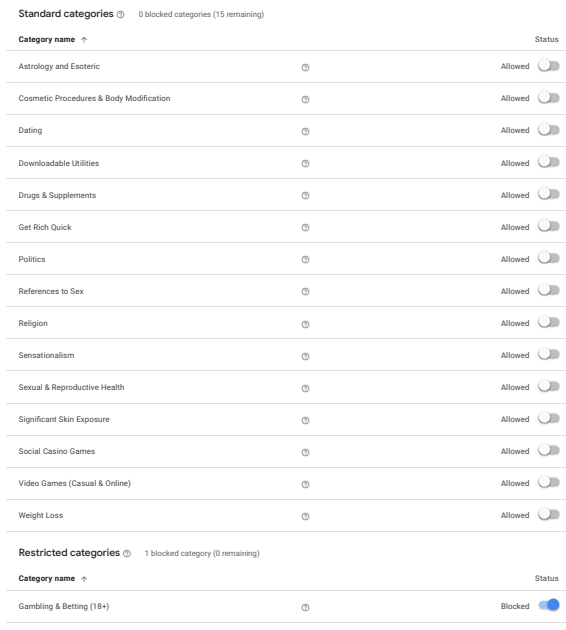 Standard categories 0 blocked categories (15 remaining)
Category name Status
Astrology and Esoteric Allowed
Cosmetic Procedures & Body Modification Allowed
Dating Allowed
Downloadable Utilities Allowed
Drugs & Supplements Allowed
Get Rich Quick Allowed
Politics Allowed
References to Sex Allowed
Religion Allowed
Sensationalism Allowed
Sexual & Reproductive Health Allowed
Significant Skin Exposure Allowed
Social Casino Games Allowed
Video Games (Casual & Online) Allowed
Weight Loss Allowed
Restricted categories 1 blocked category (0 remaining)
Category name Status
Gambling & Betting (18+) Blocked